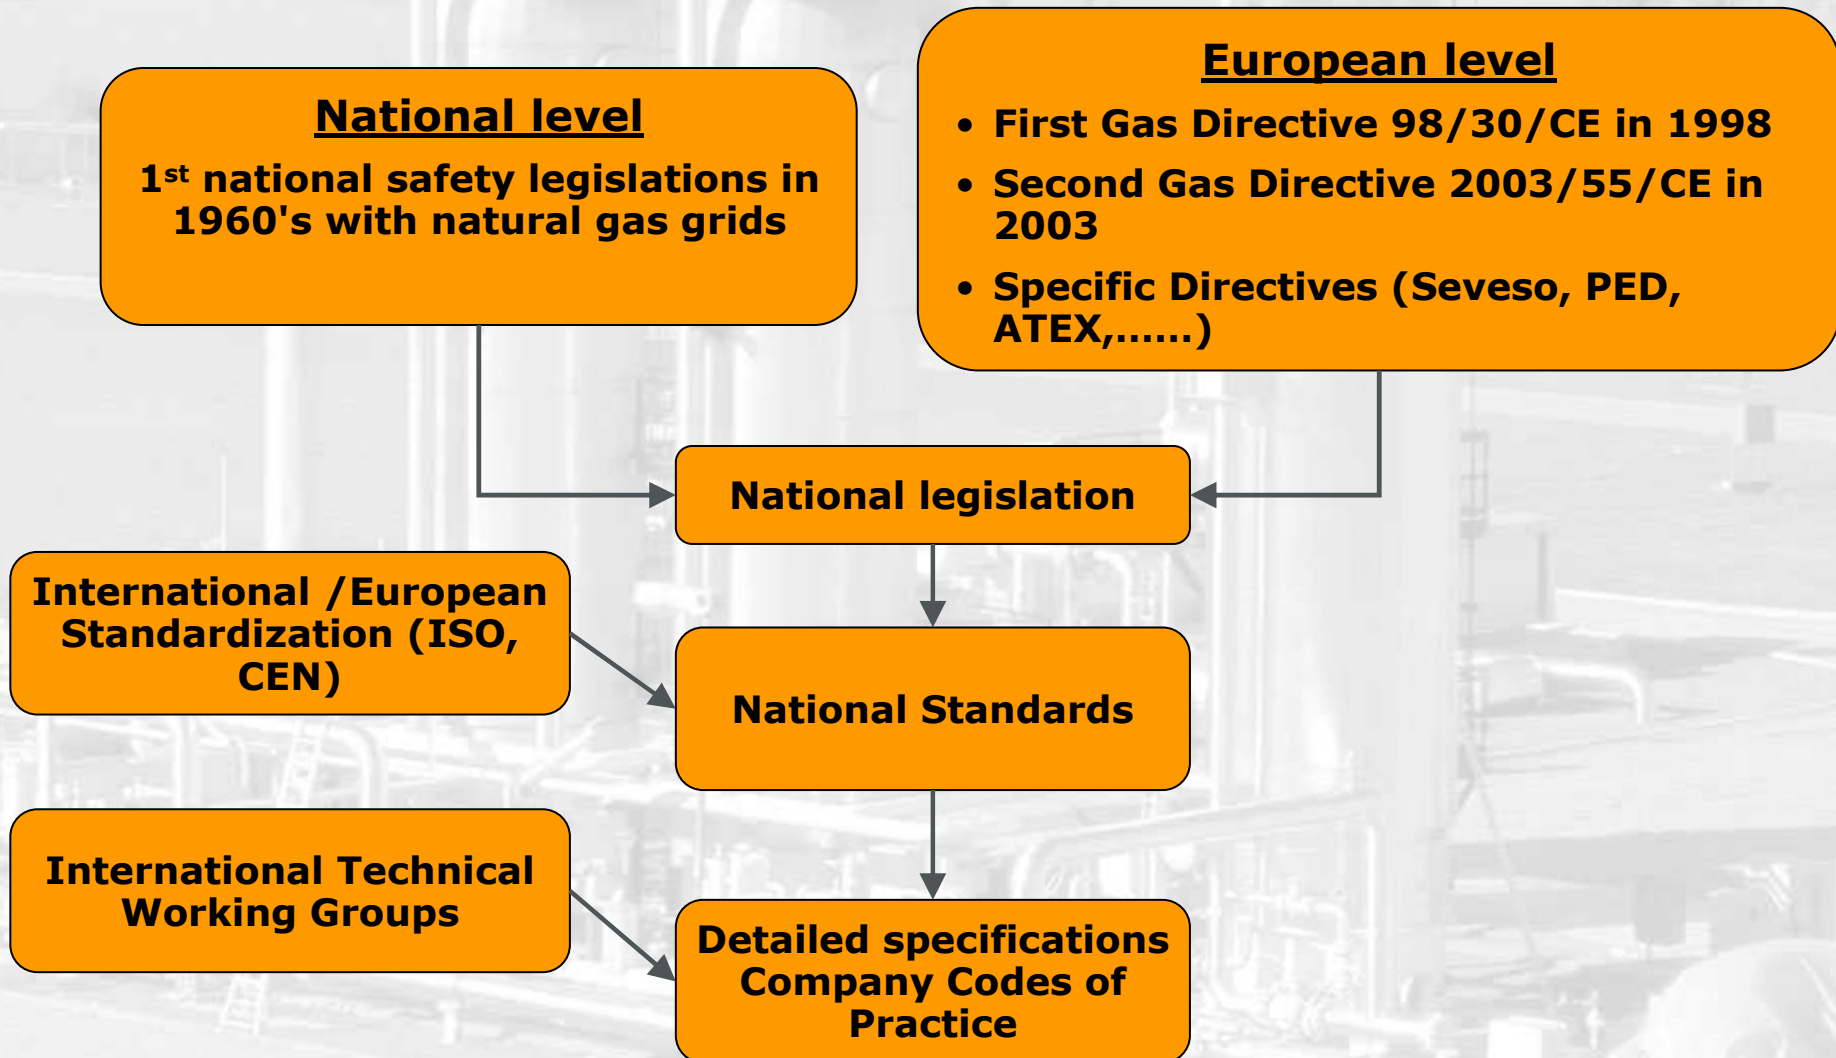 National level
1st national safety legislations in
1960's with natural gas grids
European level
• First Gas Directive 98/30/CE in 1998
• Second Gas Directive 2003/55/CE in
2003
• Specific Directives (Seveso, PED,
ATEX,......)
National legislation
International /European
Standardization (ISO,
CEN)
National Standards
International Technical
Working Groups
Detailed specifications
Company Codes of
Practice